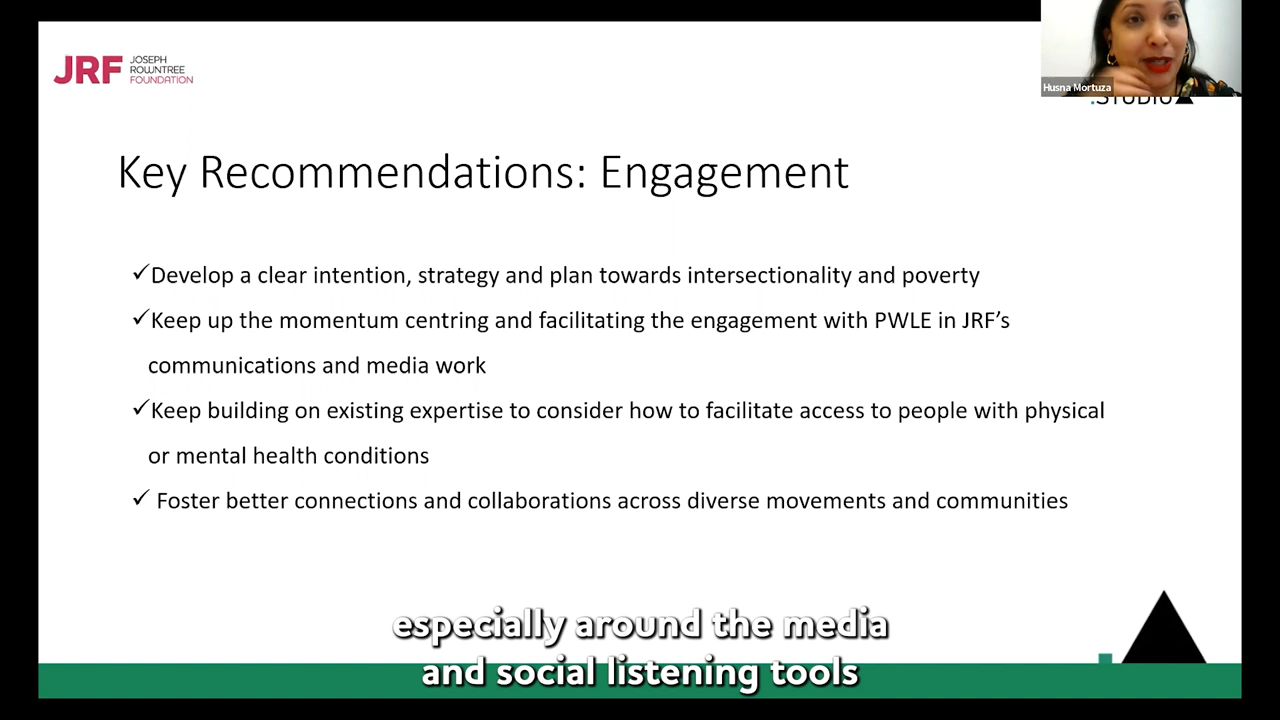 JRF JOSEPH
ROWNTREE
FOUNDATION
Husna Mortuza
.STUDIO
Key Recommendations: Engagement
✓Develop a clear intention, strategy and plan towards intersectionality and poverty
✓Keep up the momentum centring and facilitating the engagement with PWLE in JRF’s
communications and media work
✓Keep building on existing expertise to consider how to facilitate access to people with physical
or mental health conditions
✓ Foster better connections and collaborations across diverse movements and communities
especially around the media
and social listening tools